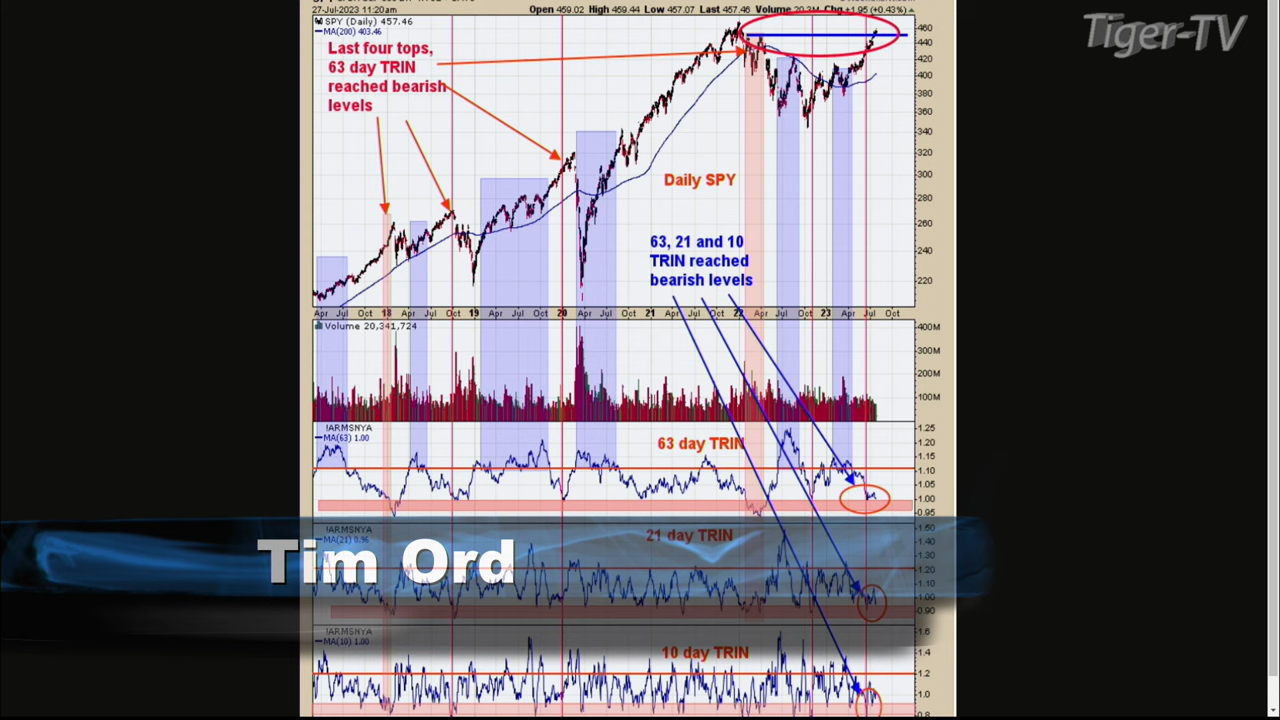 27-Jul-2023 11:20am
Open 459.02 High 459.44 Low 457.07 Last 457.46 Volume 20.3M Chg +1.95 (+0.43%)
Tiger-TV
SPY (Daily) 457.46
MA(200) 403.46
Last four tops,
63 day TRIN
reached bearish
levels
460
440
420
400
380
360
340
320
300
280
260
240
220
Daily SPY
63, 21 and 10
TRIN reached
bearish levels
Apr Jul Oct 18 Apr Jul Oct 19 Apr Jul Oct 20 Apr Jul Oct 21 Apr Jul Oct 22 Apr Jul Oct 23 Apr Jul Oct
Volume 20,341,724
400M
300M
200M
100M
!ARMSNYA
MA(63) 1.00
63 day TRIN
1.25
1.20
1.15
1.10
1.05
1.00
0.95
!ARMSNYA
MA(21) 0.96
21 day TRIN
1.50
1.40
1.30
1.20
1.00
0.90
Tim Ord
!ARMSNYA
MA(10) 1.00
10 day TRIN
1.6
1.4
1.2
1.0
0.8